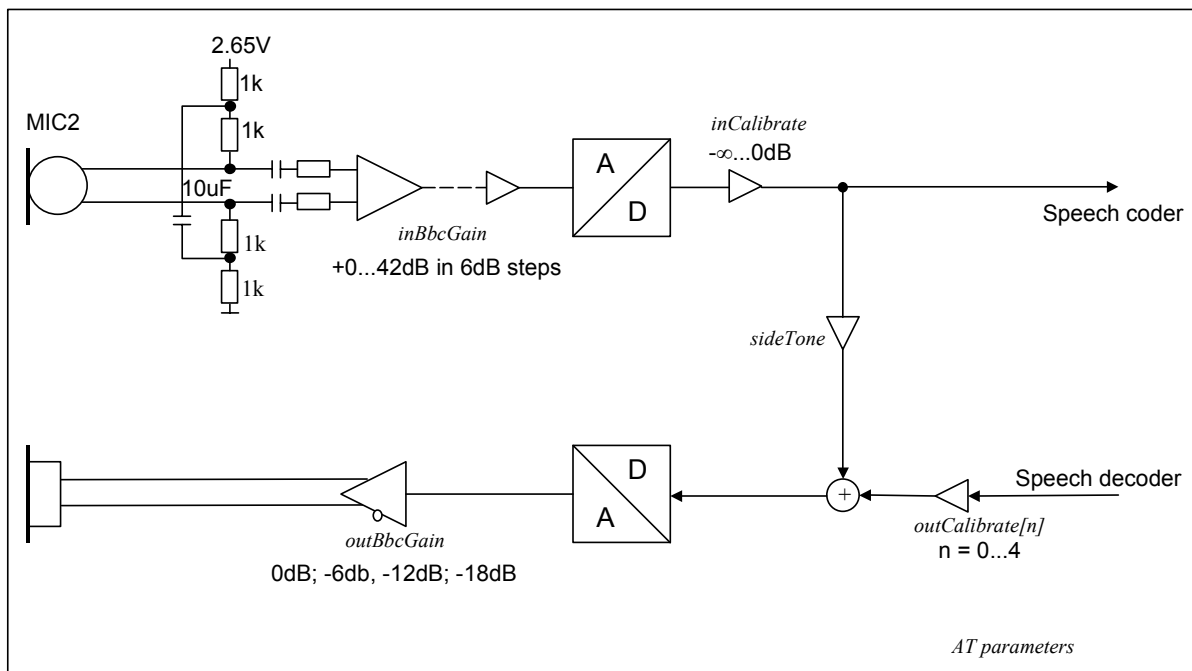 2.65V
1k
MIC2
1k
inCalibrate
-∞...0dB
A
D
10uF
Speech coder
inBbcGain
1k
+0...42dB in 6dB steps
1k
sideTone
D
A
Speech decoder
+
outCalibrate[n]
n = 0...4
outBbcGain
0dB; -6db, -12dB; -18dB
AT parameters